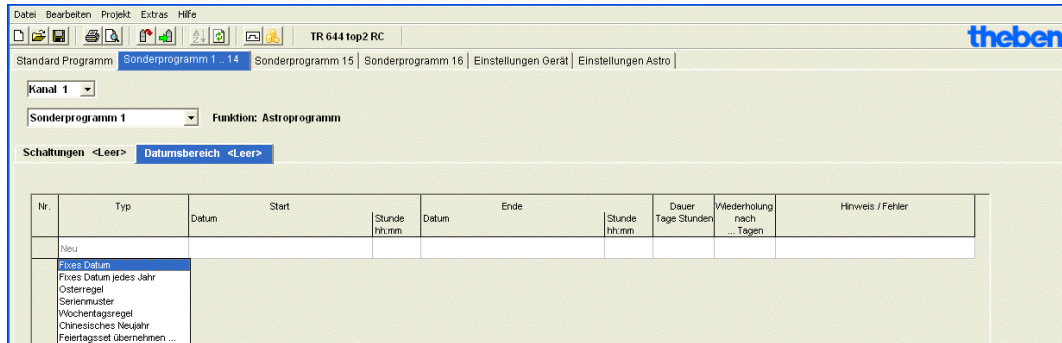 Datei Bearbeiten Projekt Extras Hilfe
TR 644 top2 RC
theben
Standard Programm Sonderprogramm 1 .. 14 Sonderprogramm 15 Sonderprogramm 16 Einstellungen Gerät Einstellungen Astro
Kanal 1
Sonderprogramm 1 Funktion: Astroprogramm
Schaltungen <Leer> Datumsbereich <Leer>
Nr. Typ Start Ende Dauer Wiederholung Hinweis / Fehler
Datum Stunde Datum Stunde Tage Stunden nach
hh:mm hh:mm ... Tagen
Neu
Fixes Datum
Fixes Datum jedes Jahr
Osterregel
Serienmuster
Wochentagsregel
Chinesisches Neujahr
Feiertagsset übernehmen ...